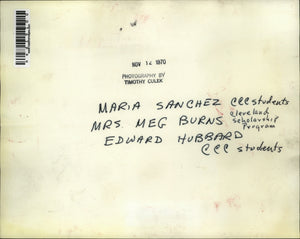 NOV 12 1970
PHOTOGRAPHY BY
TIMOTHY CULEK
MARIA SANCHEZ CCC students
MRS. MEG BURNS Cleveland Scholarship Program
EDWARD HUBBARD
CCC students